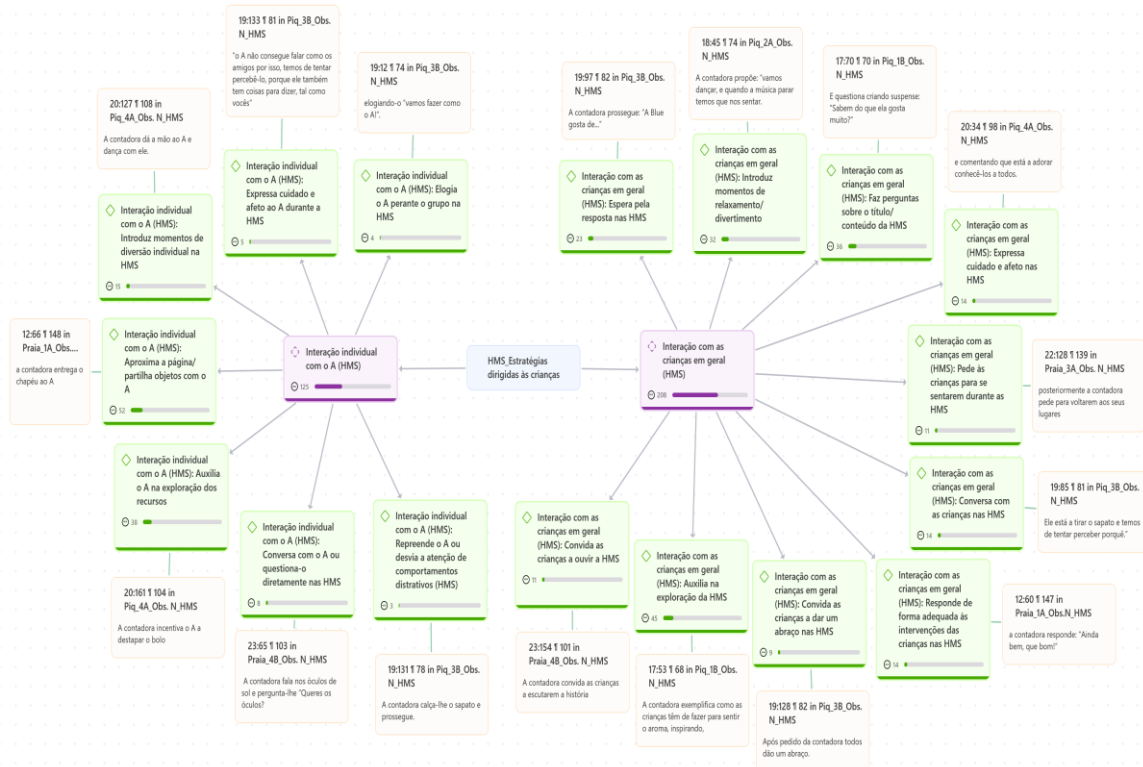 19:133 ¶ 81 in Piq_3B_Obs.
N_HMS
"o A não consegue falar como os
amigos por isso, temos de tentar
percebê-lo, porque ele também
tem coisas para dizer, tal como
vocês"
19:12 ¶ 74 in Piq_3B_Obs.
N_HMS
elogiando-o "vamos fazer como
o A!".
20:127 ¶ 108 in
Piq_4A_Obs. N_HMS
A contadora dá a mão ao A e
dança com ele.
19:97 ¶ 82 in Piq_3B_Obs.
N_HMS
A contadora prossegue: "A Blue
gosta de..."
18:45 ¶ 74 in Piq_2A_Obs.
N_HMS
A contadora propõe: "vamos
dançar, e quando a música parar
temos que nos sentar.
17:70 ¶ 70 in Piq_1B_Obs.
N_HMS
E questiona criando suspense:
"Sabem do que ela gosta
muito?"
20:34 ¶ 98 in Piq_4A_Obs.
N_HMS
e comentando que está a adorar
conhecê-los a todos.
Interação individual
com o A (HMS):
Introduz momentos de
diversão individual na
HMS
15
Interação individual
com o A (HMS):
Expressa cuidado e
afeto ao A durante a
HMS
5
Interação individual
com o A (HMS): Elogia
o A perante o grupo na
HMS
4
Interação com as
crianças em geral
(HMS): Espera pela
resposta nas HMS
23
Interação com as
crianças em geral
(HMS): Introduz
momentos de
relaxamento/
divertimento
32
Interação com as
crianças em geral
(HMS): Faz perguntas
sobre o título/
conteúdo da HMS
36
Interação com as
crianças em geral
(HMS): Expressa
cuidado e afeto nas
HMS
14
12:66 ¶ 148 in
Praia_1A_Obs....
a contadora entrega o
chapéu ao A
Interação individual
com o A (HMS):
Aproxima a página/
partilha objetos com o
A
52
Interação individual
com o A (HMS)
125
HMS_Estratégias
dirigidas às crianças
Interação com as
crianças em geral
(HMS)
208
Interação com as
crianças em geral
(HMS): Pede às
crianças para se
sentarem durante as
HMS
11
22:128 ¶ 139 in
Praia_3A_Obs. N_HMS
posteriormente a contadora
pede para voltarem aos seus
lugares
Interação individual
com o A (HMS): Auxilia
o A na exploração dos
recursos
38
Interação individual
com o A (HMS):
Conversa com o A ou
questiona-o
diretamente nas HMS
8
Interação individual
com o A (HMS):
Repreende o A ou
desvia a atenção de
comportamentos
distrativos (HMS)
3
Interação com as
crianças em geral
(HMS): Convida as
crianças a ouvir a HMS
11
Interação com as
crianças em geral
(HMS): Auxilia na
exploração da HMS
45
Interação com as
crianças em geral
(HMS): Convida as
crianças a dar um
abraço nas HMS
9
Interação com as
crianças em geral
(HMS): Responde de
forma adequada às
intervenções das
crianças nas HMS
14
Interação com as
crianças em geral
(HMS): Conversa com
as crianças nas HMS
14
19:85 ¶ 81 in Piq_3B_Obs.
N_HMS
Ele está a tirar o sapato e temos
de tentar perceber porquê."
20:161 ¶ 104 in
Piq_4A_Obs. N_HMS
A contadora incentiva o A a
destapar o bolo
23:65 ¶ 103 in
Praia_4B_Obs. N_HMS
A contadora fala nos óculos de
sol e pergunta-lhe "Queres os
óculos?
19:131 ¶ 78 in Piq_3B_Obs.
N_HMS
A contadora calça-lhe o sapato e
prossegue.
23:154 ¶ 101 in
Praia_4B_Obs. N_HMS
A contadora convida as crianças
a escutarem a história
17:53 ¶ 68 in Piq_1B_Obs.
N_HMS
A contadora exemplifica como as
crianças têm de fazer para sentir
o aroma, inspirando,
19:128 ¶ 82 in Piq_3B_Obs.
N_HMS
Após pedido da contadora todos
dão um abraço.
12:60 ¶ 147 in
Praia_1A_Obs.N_HMS
a contadora responde: "Ainda
bem, que bom!"